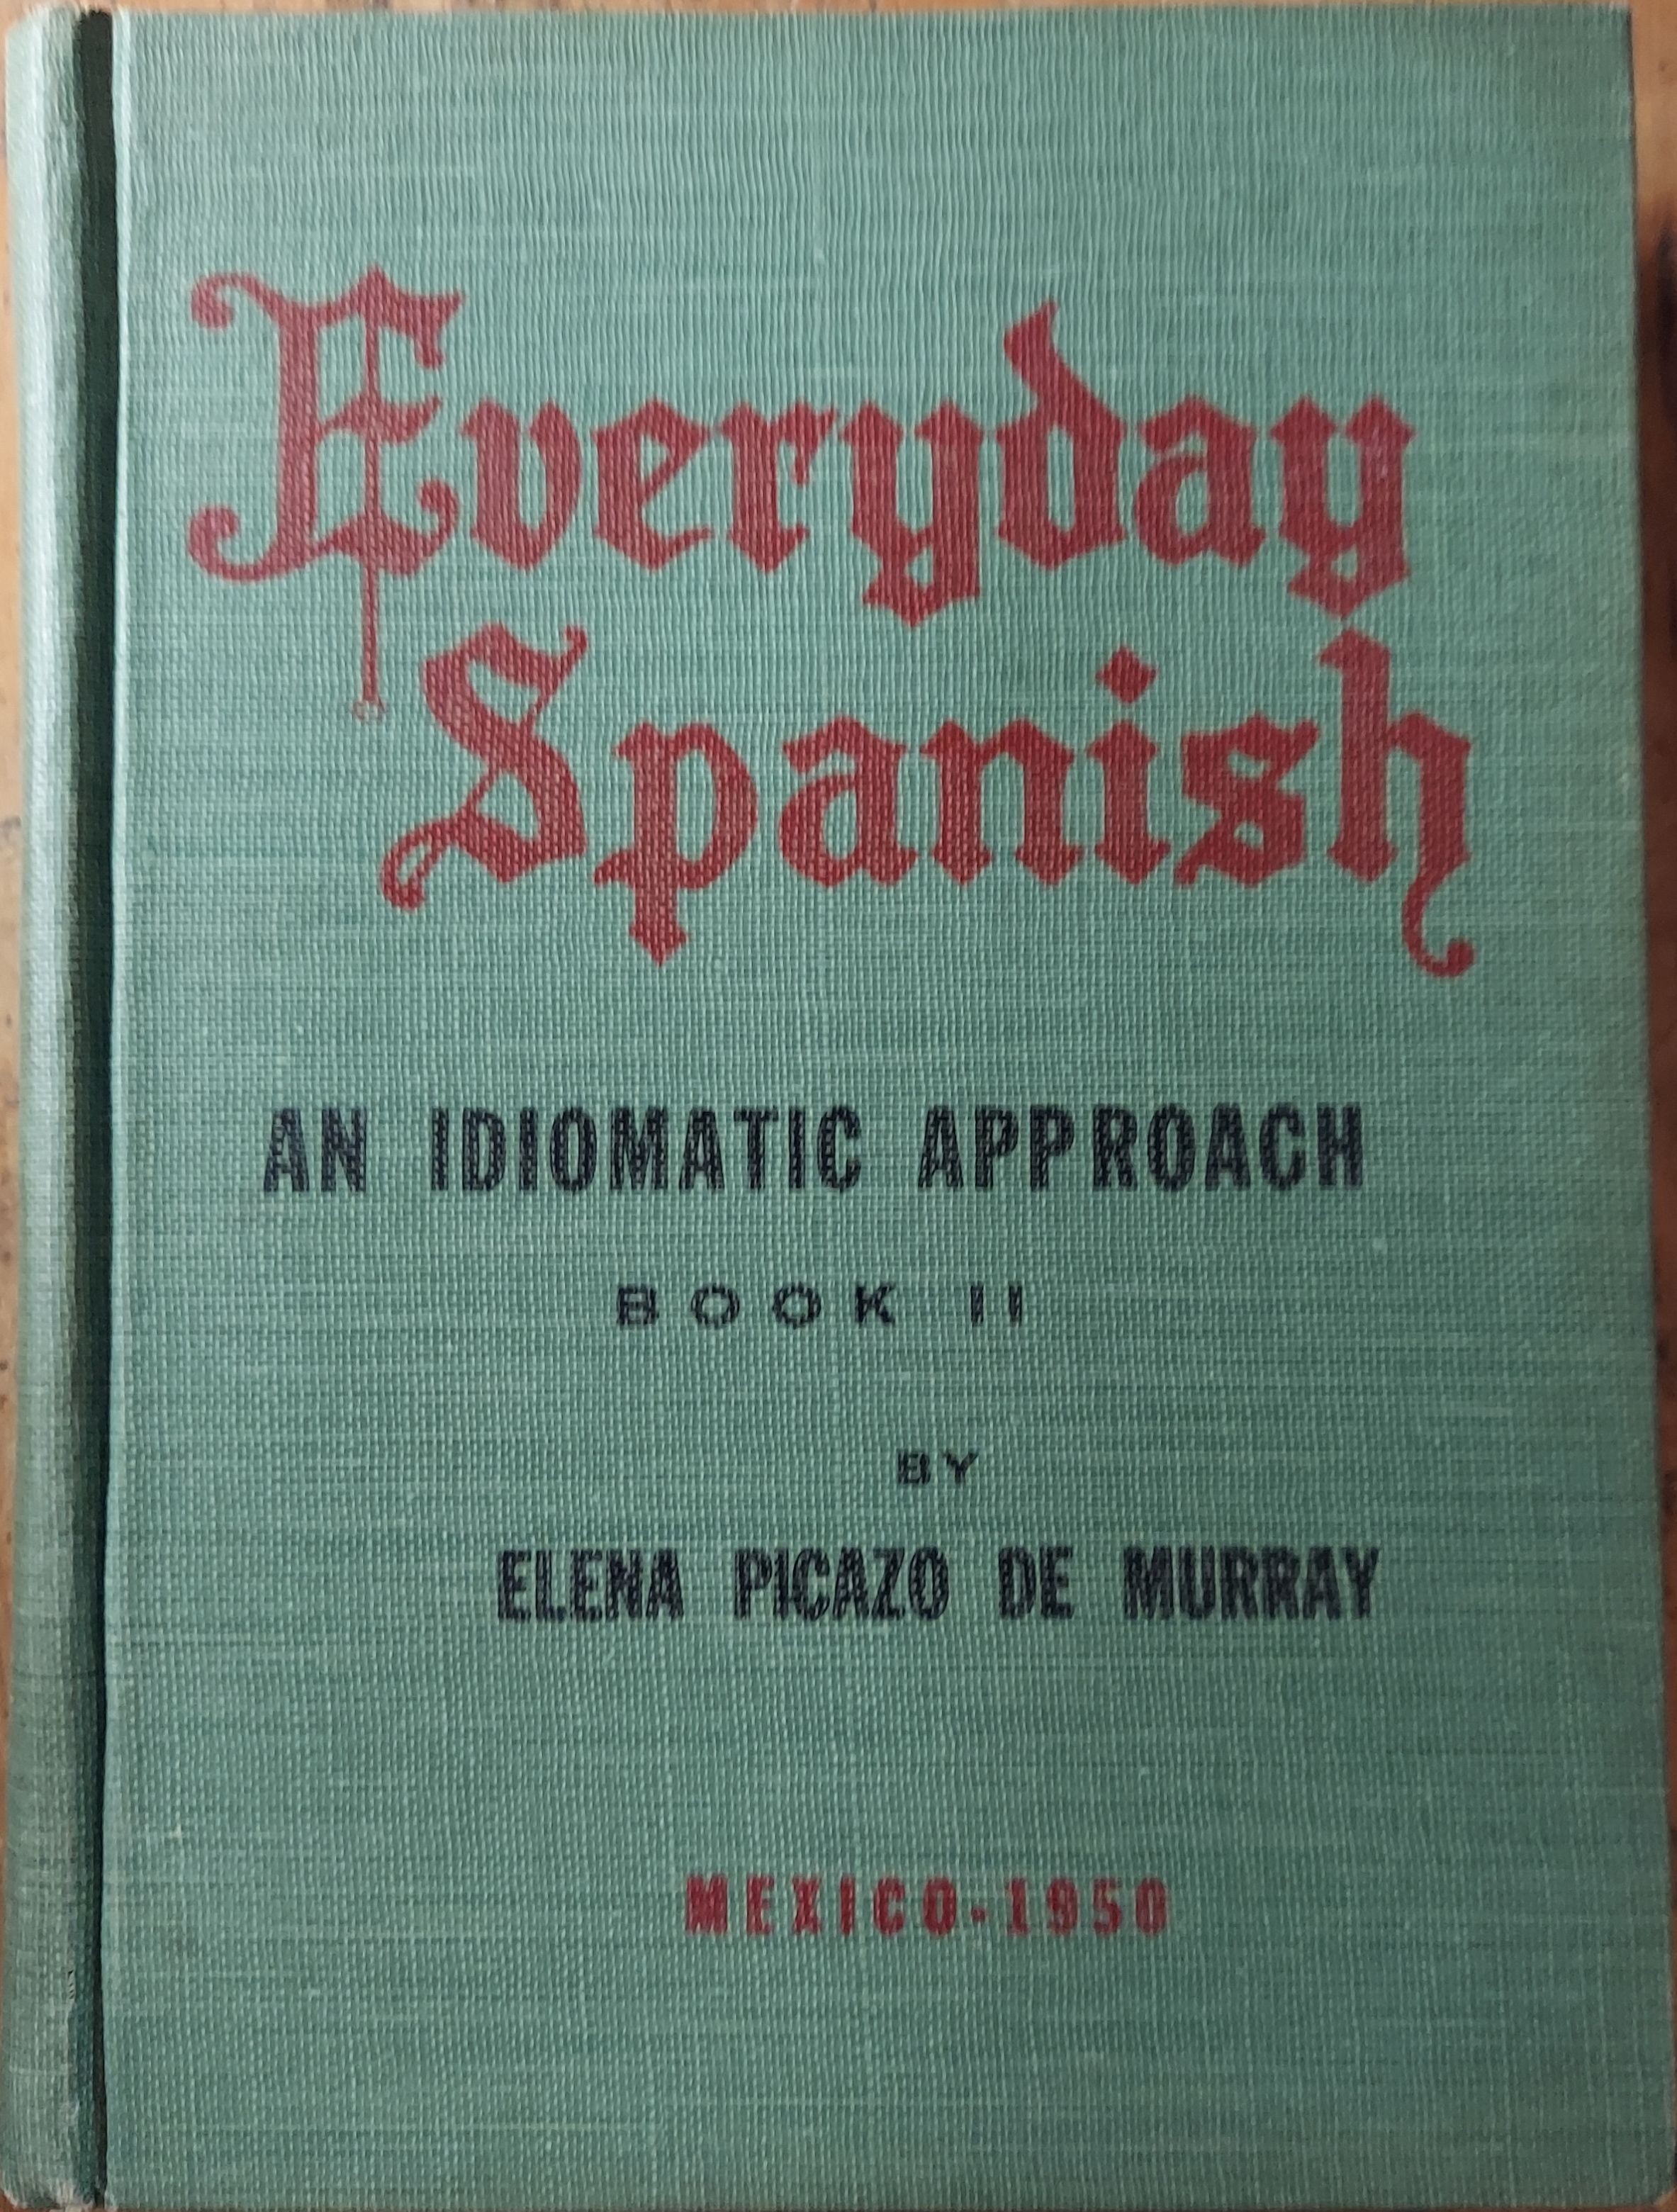 Everyday
Spanish
AN IDIOMATIC APPROACH
BOOK II
BY
ELENA PICAZO DE MURRAY
MEXICO-1950